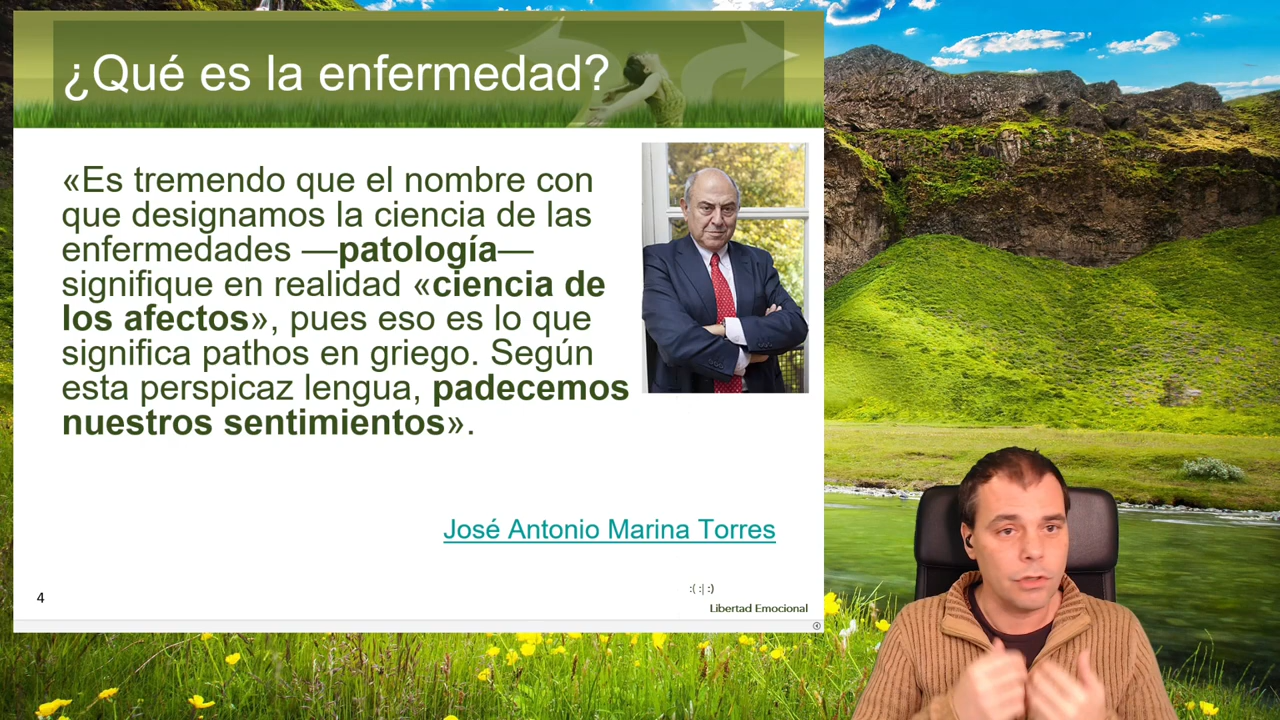 ¿Qué es la enfermedad?
«Es tremendo que el nombre con
que designamos la ciencia de las
enfermedades —patología—
signifique en realidad «ciencia de
los afectos», pues eso es lo que
significa pathos en griego. Según
esta perspicaz lengua, padecemos
nuestros sentimientos».
José Antonio Marina Torres
:( :| :)
Libertad Emocional
4